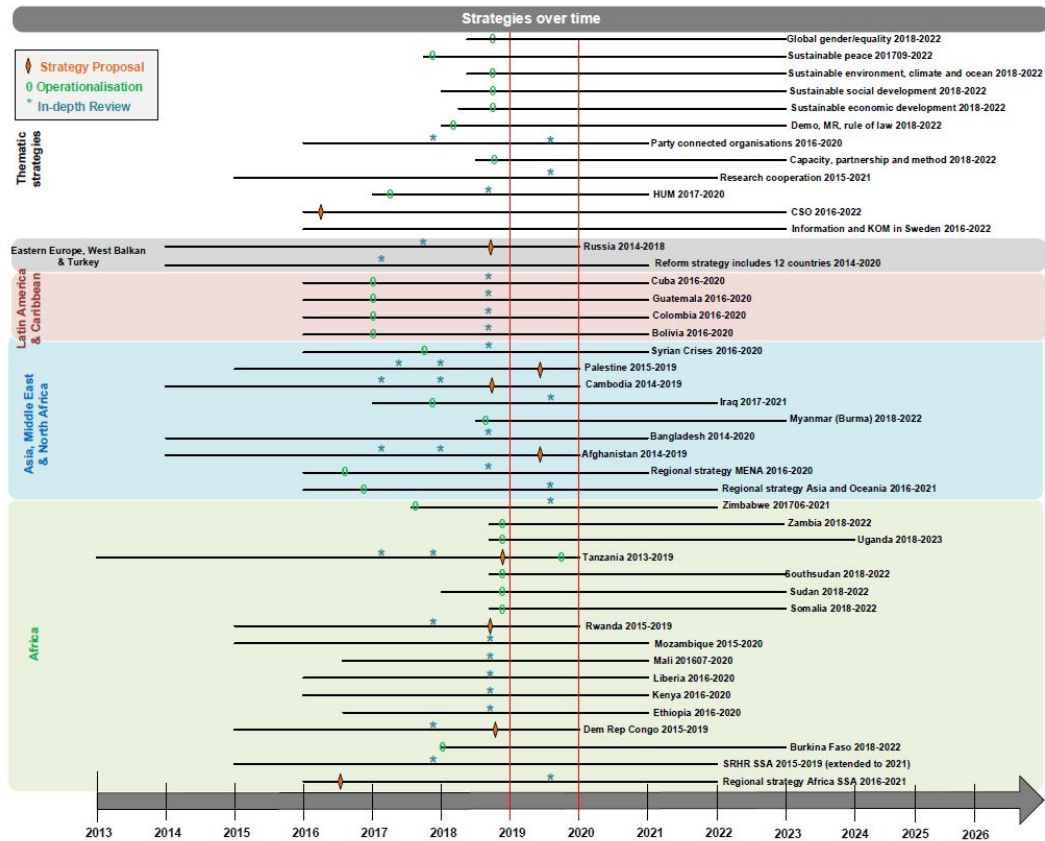 Strategies over time
Strategy Proposal
Operationalisation
In-depth Review
Thematic
strategies
Global gender/equality 2018-2022
Sustainable peace 201709-2022
Sustainable environment, climate and ocean 2018-2022
Sustainable social development 2018-2022
Sustainable economic development 2018-2022
Demo, MR, rule of law 2018-2022
Party connected organisations 2016-2020
Capacity, partnership and method 2018-2022
Research cooperation 2015-2021
HUM 2017-2020
CSO 2016-2022
Information and KOM in Sweden 2016-2022
Eastern Europe, West Balkan
& Turkey
Russia 2014-2018
Reform strategy includes 12 countries 2014-2020
Latin America
& Caribbean
Cuba 2016-2020
Guatemala 2016-2020
Colombia 2016-2020
Bolivia 2016-2020
Asia, Middle East
& North Africa
Syrian Crises 2016-2020
Palestine 2015-2019
Cambodia 2014-2019
Iraq 2017-2021
Myanmar (Burma) 2018-2022
Bangladesh 2014-2020
Afghanistan 2014-2019
Regional strategy MENA 2016-2020
Regional strategy Asia and Oceania 2016-2021
Africa
Zimbabwe 201706-2021
Zambia 2018-2022
Uganda 2018-2023
Tanzania 2013-2019
Southsudan 2018-2022
Sudan 2018-2022
Somalia 2018-2022
Rwanda 2015-2019
Mozambique 2015-2020
Mali 201607-2020
Liberia 2016-2020
Kenya 2016-2020
Ethiopia 2016-2020
Dem Rep Congo 2015-2019
Burkina Faso 2018-2022
SRHR SSA 2015-2019 (extended to 2021)
Regional strategy Africa SSA 2016-2021
2013 2014 2015 2016 2017 2018 2019 2020 2021 2022 2023 2024 2025 2026